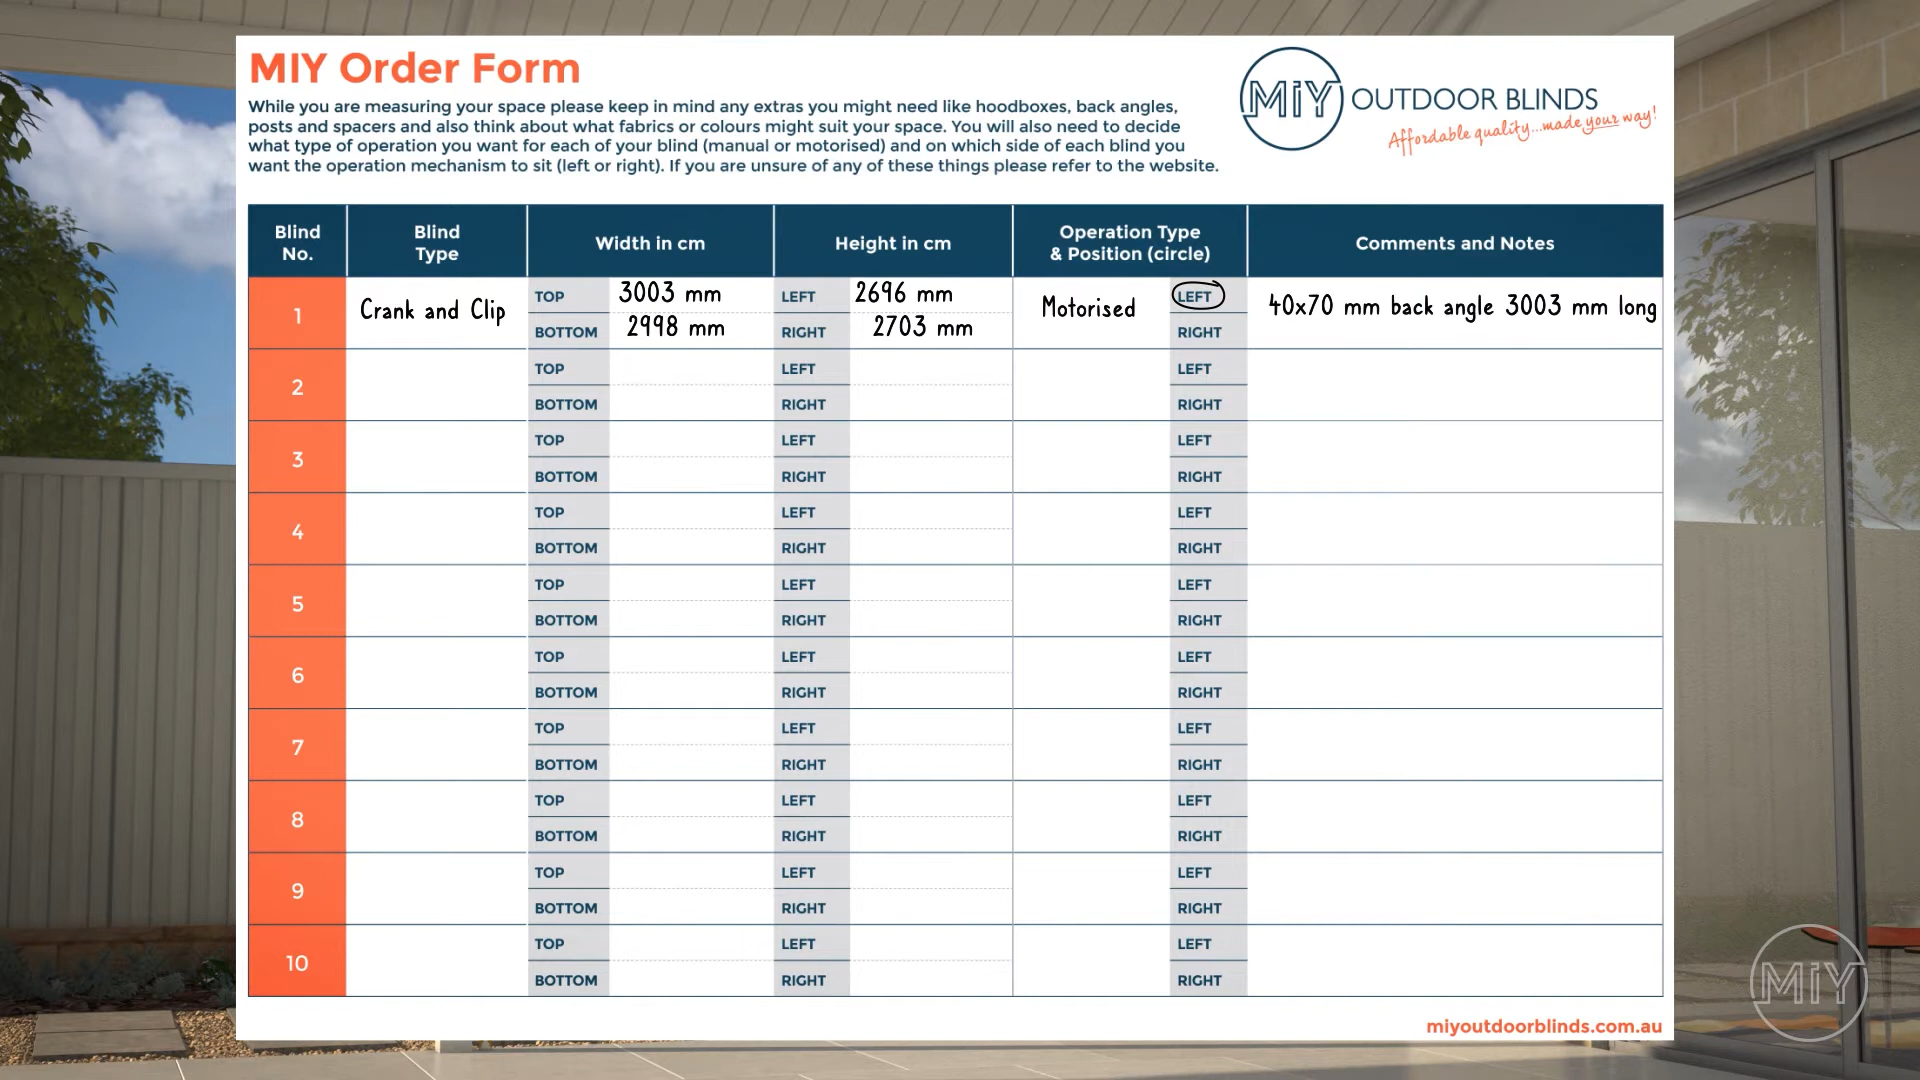 MIY Order Form
While you are measuring your space please keep in mind any extras you might need like hoodboxes, back angles,
posts and spacers and also think about what fabrics or colours might suit your space. You will also need to decide
what type of operation you want for each of your blind (manual or motorised) and on which side of each blind you
want the operation mechanism to sit (left or right). If you are unsure of any of these things please refer to the website.
MiY OUTDOOR BLINDS
Affordable quality...made your way!
Blind No. Blind Type Width in cm Height in cm Operation Type & Position (circle) Comments and Notes
1 Crank and Clip TOP 3003 mm LEFT 2696 mm Motorised LEFT 40x70 mm back angle 3003 mm long
BOTTOM 2998 mm RIGHT 2703 mm RIGHT
2 TOP LEFT LEFT
BOTTOM RIGHT RIGHT
3 TOP LEFT LEFT
BOTTOM RIGHT RIGHT
4 TOP LEFT LEFT
BOTTOM RIGHT RIGHT
5 TOP LEFT LEFT
BOTTOM RIGHT RIGHT
6 TOP LEFT LEFT
BOTTOM RIGHT RIGHT
7 TOP LEFT LEFT
BOTTOM RIGHT RIGHT
8 TOP LEFT LEFT
BOTTOM RIGHT RIGHT
9 TOP LEFT LEFT
BOTTOM RIGHT RIGHT
10 TOP LEFT LEFT
BOTTOM RIGHT RIGHT
miyoutdoorblinds.com.au
MiY